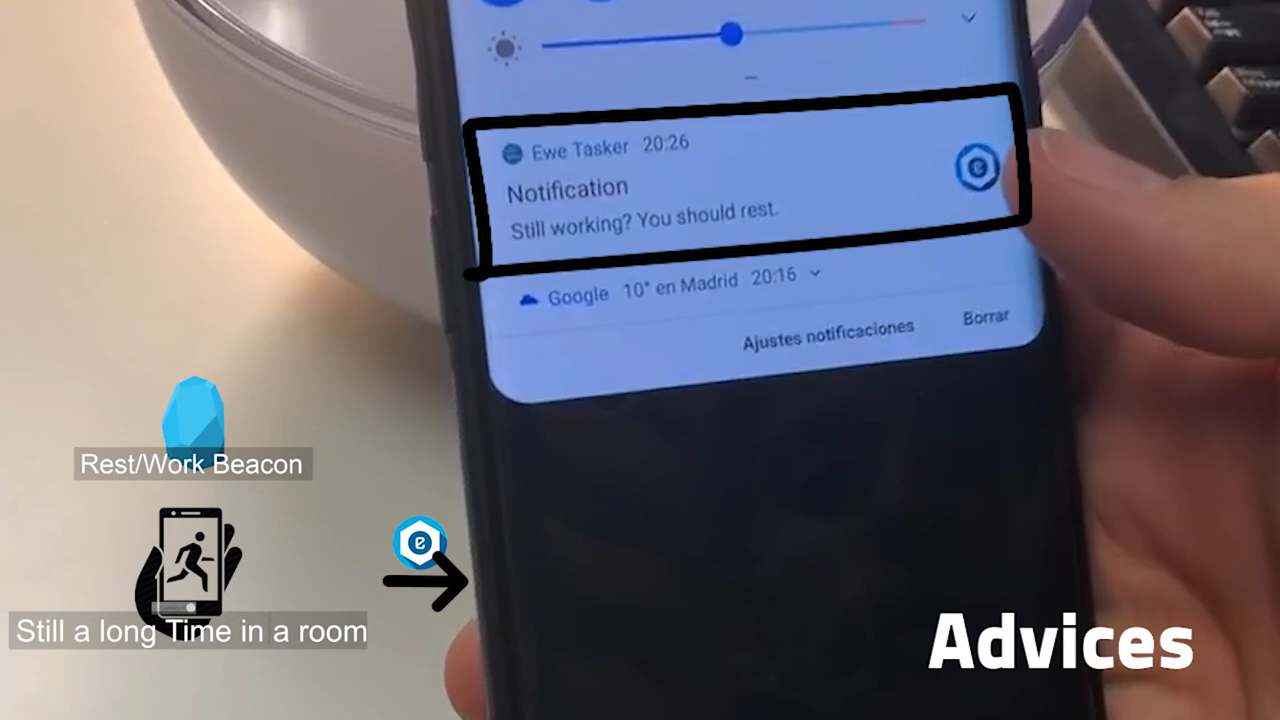 Ewe Tasker 20:26
Notification
Still working? You should rest.
Google 10° en Madrid 20:16
Ajustes notificaciones Borrar
Rest/Work Beacon
e
Still a long Time in a room
Advices